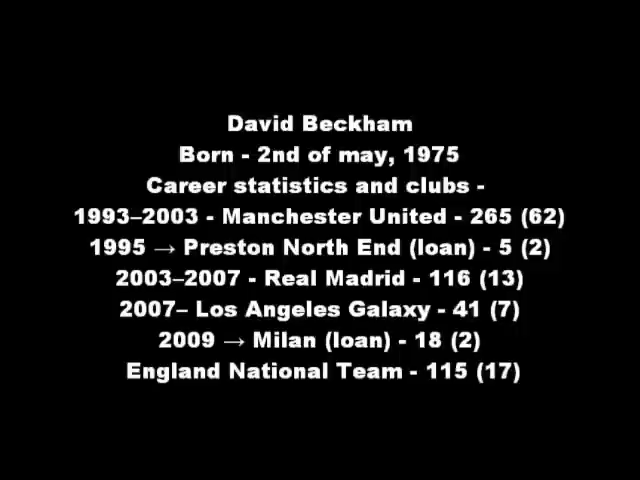 David Beckham
Born - 2nd of may, 1975
Career statistics and clubs -
1993–2003 - Manchester United - 265 (62)
1995 → Preston North End (loan) - 5 (2)
2003–2007 - Real Madrid - 116 (13)
2007– Los Angeles Galaxy - 41 (7)
2009 → Milan (loan) - 18 (2)
England National Team - 115 (17)